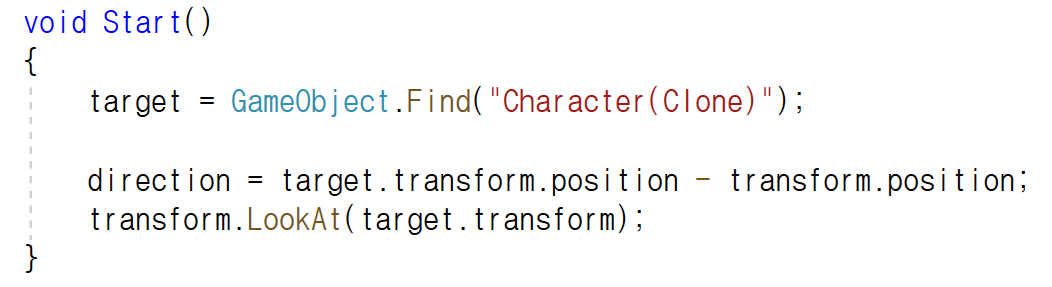 void Start()
{
target = GameObject.Find("Character(Clone)");
direction = target.transform.position - transform.position;
transform.LookAt(target.transform);
}